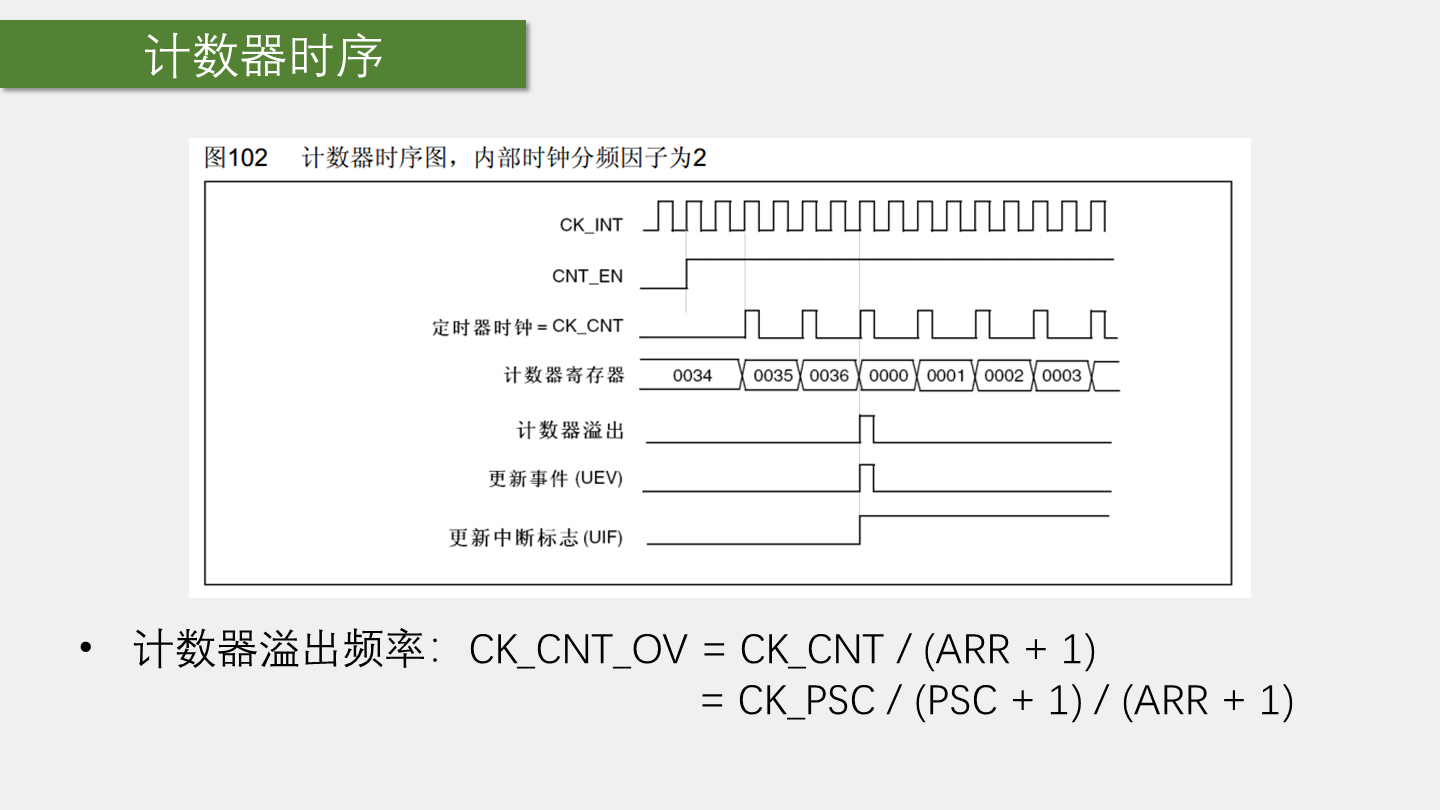 计数器时序
图102 计数器时序图，内部时钟分频因子为2
CK_INT
CNT_EN
定时器时钟 = CK_CNT
计数器寄存器 0034 0035 0036 0000 0001 0002 0003
计数器溢出
更新事件 (UEV)
更新中断标志 (UIF)
• 计数器溢出频率：CK_CNT_OV = CK_CNT / (ARR + 1)
= CK_PSC / (PSC + 1) / (ARR + 1)